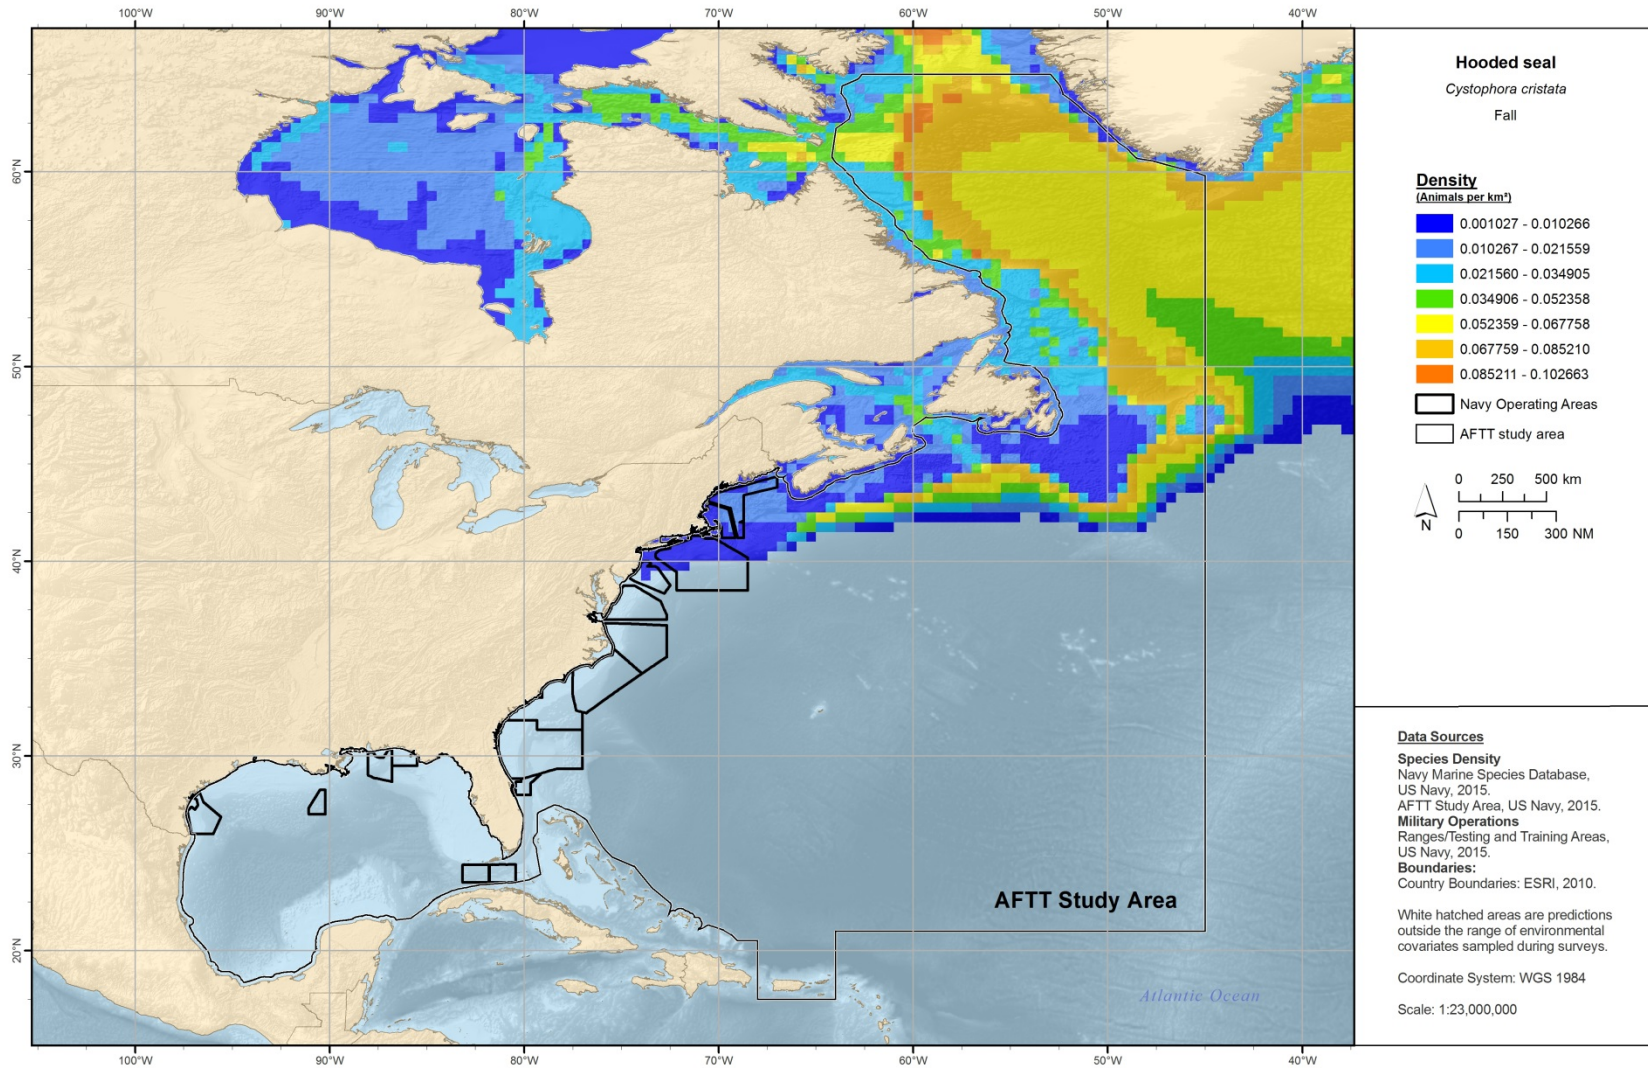 100°W 90°W 80°W 70°W 60°W 50°W 40°W
60°N
50°N
40°N
30°N
20°N
AFTT Study Area
Atlantic Ocean
100°W 90°W 80°W 70°W 60°W 50°W 40°W
Hooded seal
Cystophora cristata
Fall
Density
(Animals per km²)
0.001027 - 0.010266
0.010267 - 0.021559
0.021560 - 0.034905
0.034906 - 0.052358
0.052359 - 0.067758
0.067759 - 0.085210
0.085211 - 0.102663
Navy Operating Areas
AFTT study area
N
0 250 500 km
0 150 300 NM
Data Sources
Species Density
Navy Marine Species Database,
US Navy, 2015.
AFTT Study Area, US Navy, 2015.
Military Operations
Ranges/Testing and Training Areas,
US Navy, 2015.
Boundaries:
Country Boundaries: ESRI, 2010.
White hatched areas are predictions
outside the range of environmental
covariates sampled during surveys.
Coordinate System: WGS 1984
Scale: 1:23,000,000